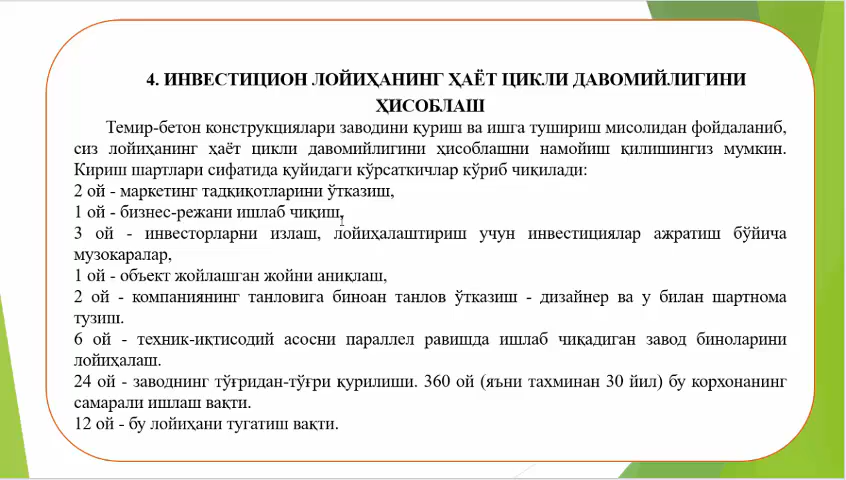 4. ИНВЕСТИЦИОН ЛОЙИҲАНИНГ ҲАЁТ ЦИКЛИ ДАВОМИЙЛИГИНИ
ҲИСОБЛАШ
Темир-бетон конструкциялари заводини қуриш ва ишга тушириш мисолидан фойдаланиб,
сиз лойиҳанинг ҳаёт цикли давомийлигини ҳисоблашни намойиш қилишингиз мумкин.
Кириш шартлари сифатида қуйидаги кўрсаткичлар кўриб чиқилади:
2 ой - маркетинг тадқиқотларини ўтказиш,
1 ой - бизнес-режани ишлаб чиқиш,
3 ой - инвесторларни излаш, лойиҳалаштириш учун инвестициялар ажратиш бўйича
музокаралар,
1 ой - объект жойлашган жойни аниқлаш,
2 ой - компаниянинг танловига биноан танлов ўтказиш - дизайнер ва у билан шартнома
тузиш.
6 ой - техник-иқтисодий асосни параллел равишда ишлаб чиқадиган завод биноларини
лойиҳалаш.
24 ой - заводнинг тўғридан-тўғри қурилиши. 360 ой (яъни тахминан 30 йил) бу корхонанинг
самарали ишлаш вақти.
12 ой - бу лойиҳани тугатиш вақти.